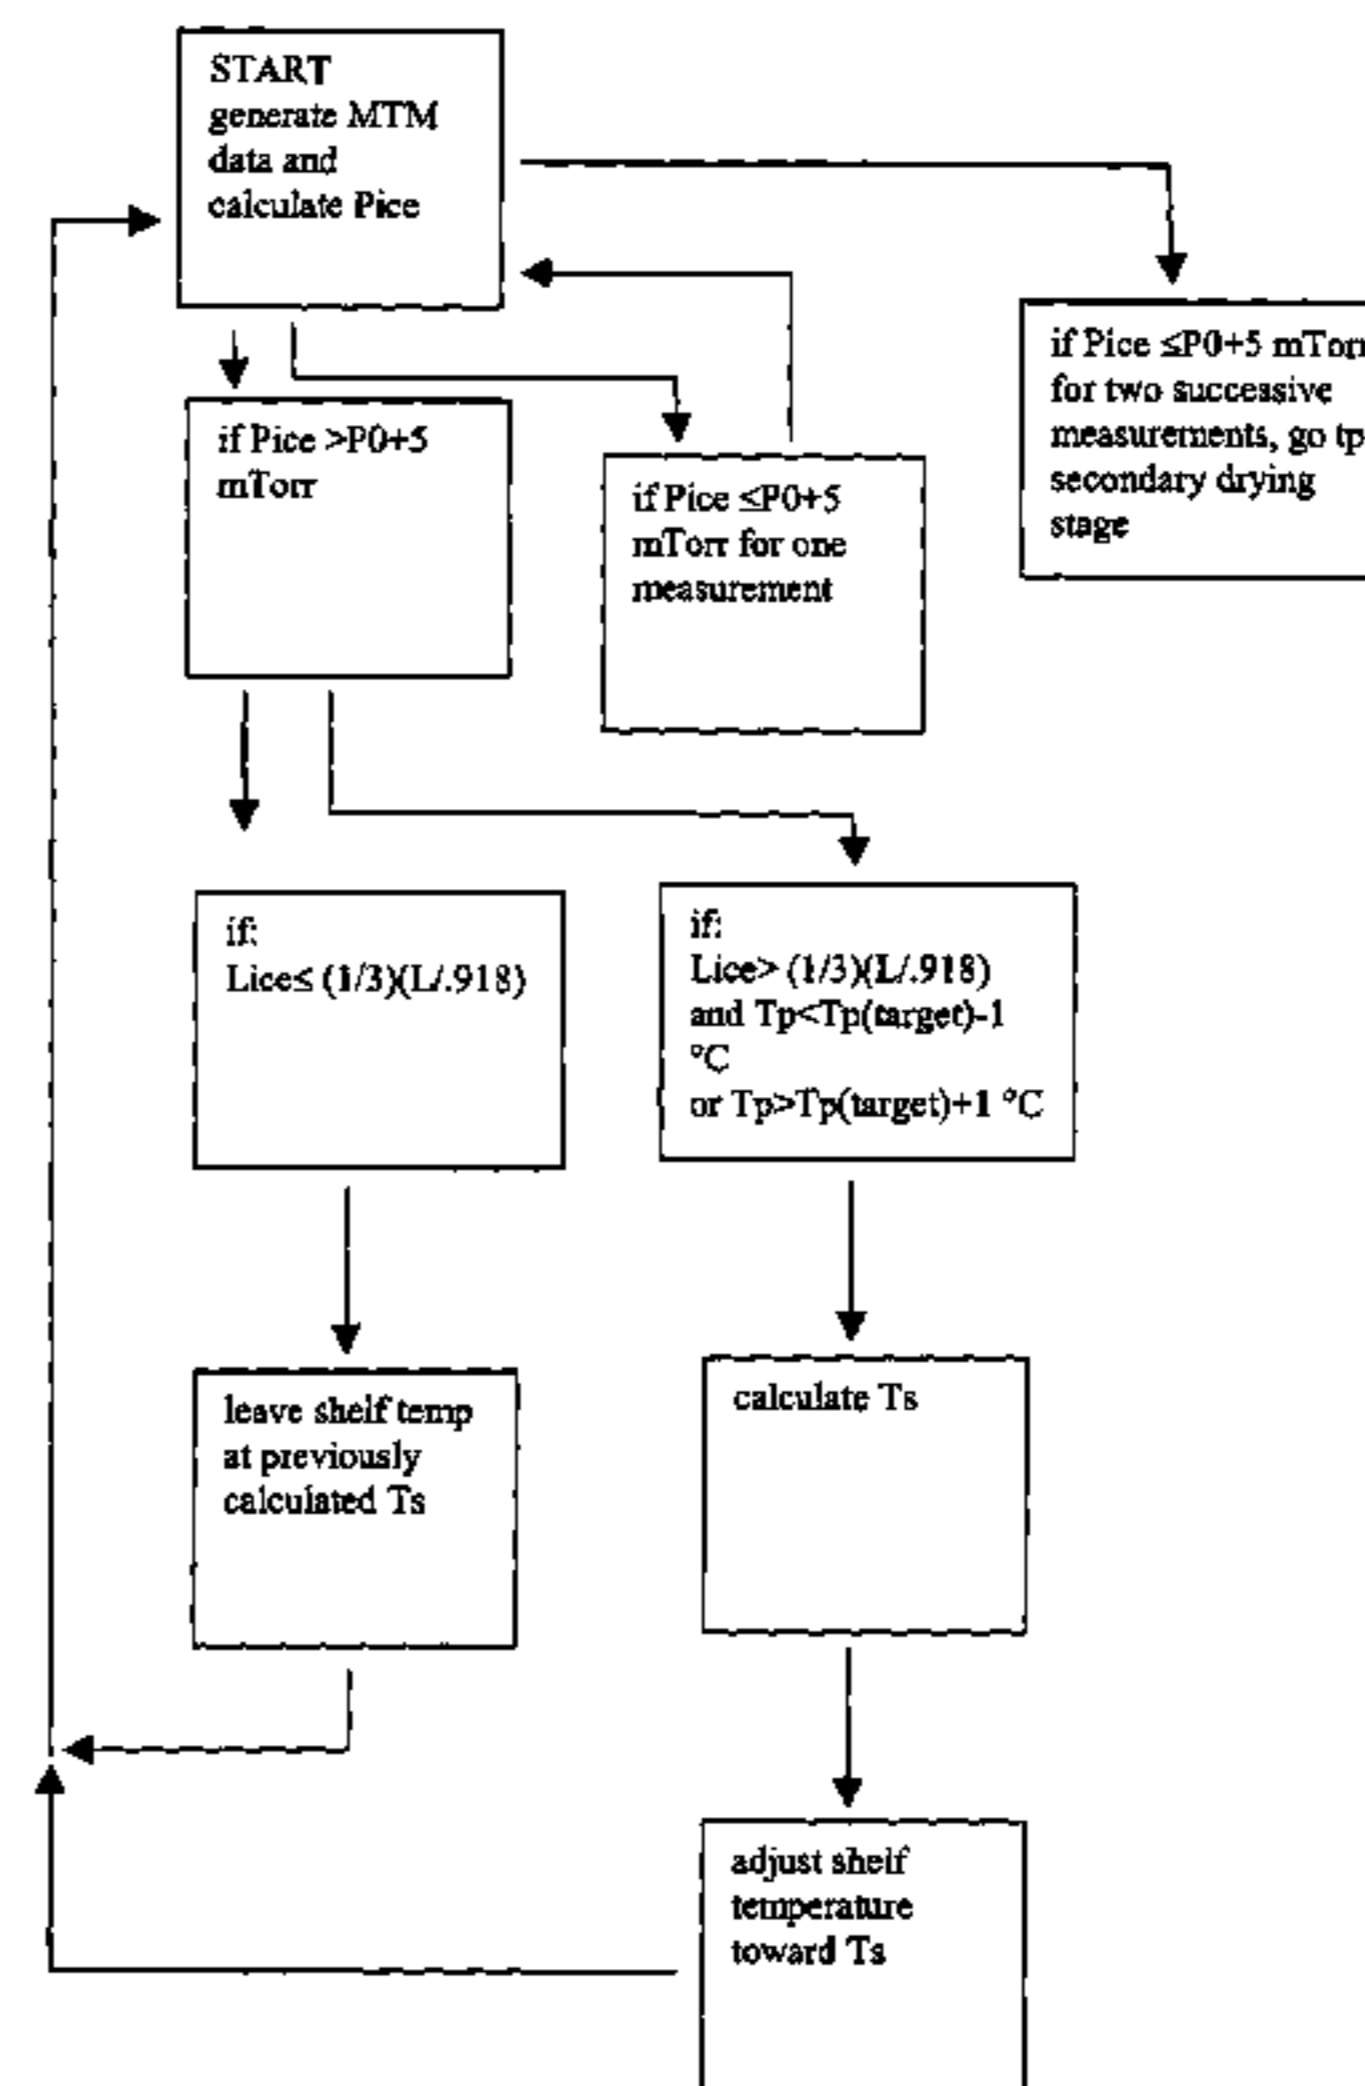 START
generate MTM
data and
calculate Pice
if Pice ≤P0+5 mTorr
for two successive
measurements, go tp
secondary drying
stage
if Pice >P0+5
mTorr
if Pice ≤P0+5
mTorr for one
measurement
if:
Lice≤ (1/3)(L/.918)
if:
Lice> (1/3)(L/.918)
and Tp<Tp(target)-1
°C
or Tp>Tp(target)+1 °C
leave shelf temp
at previously
calculated Ts
calculate Ts
adjust shelf
temperature
toward Ts